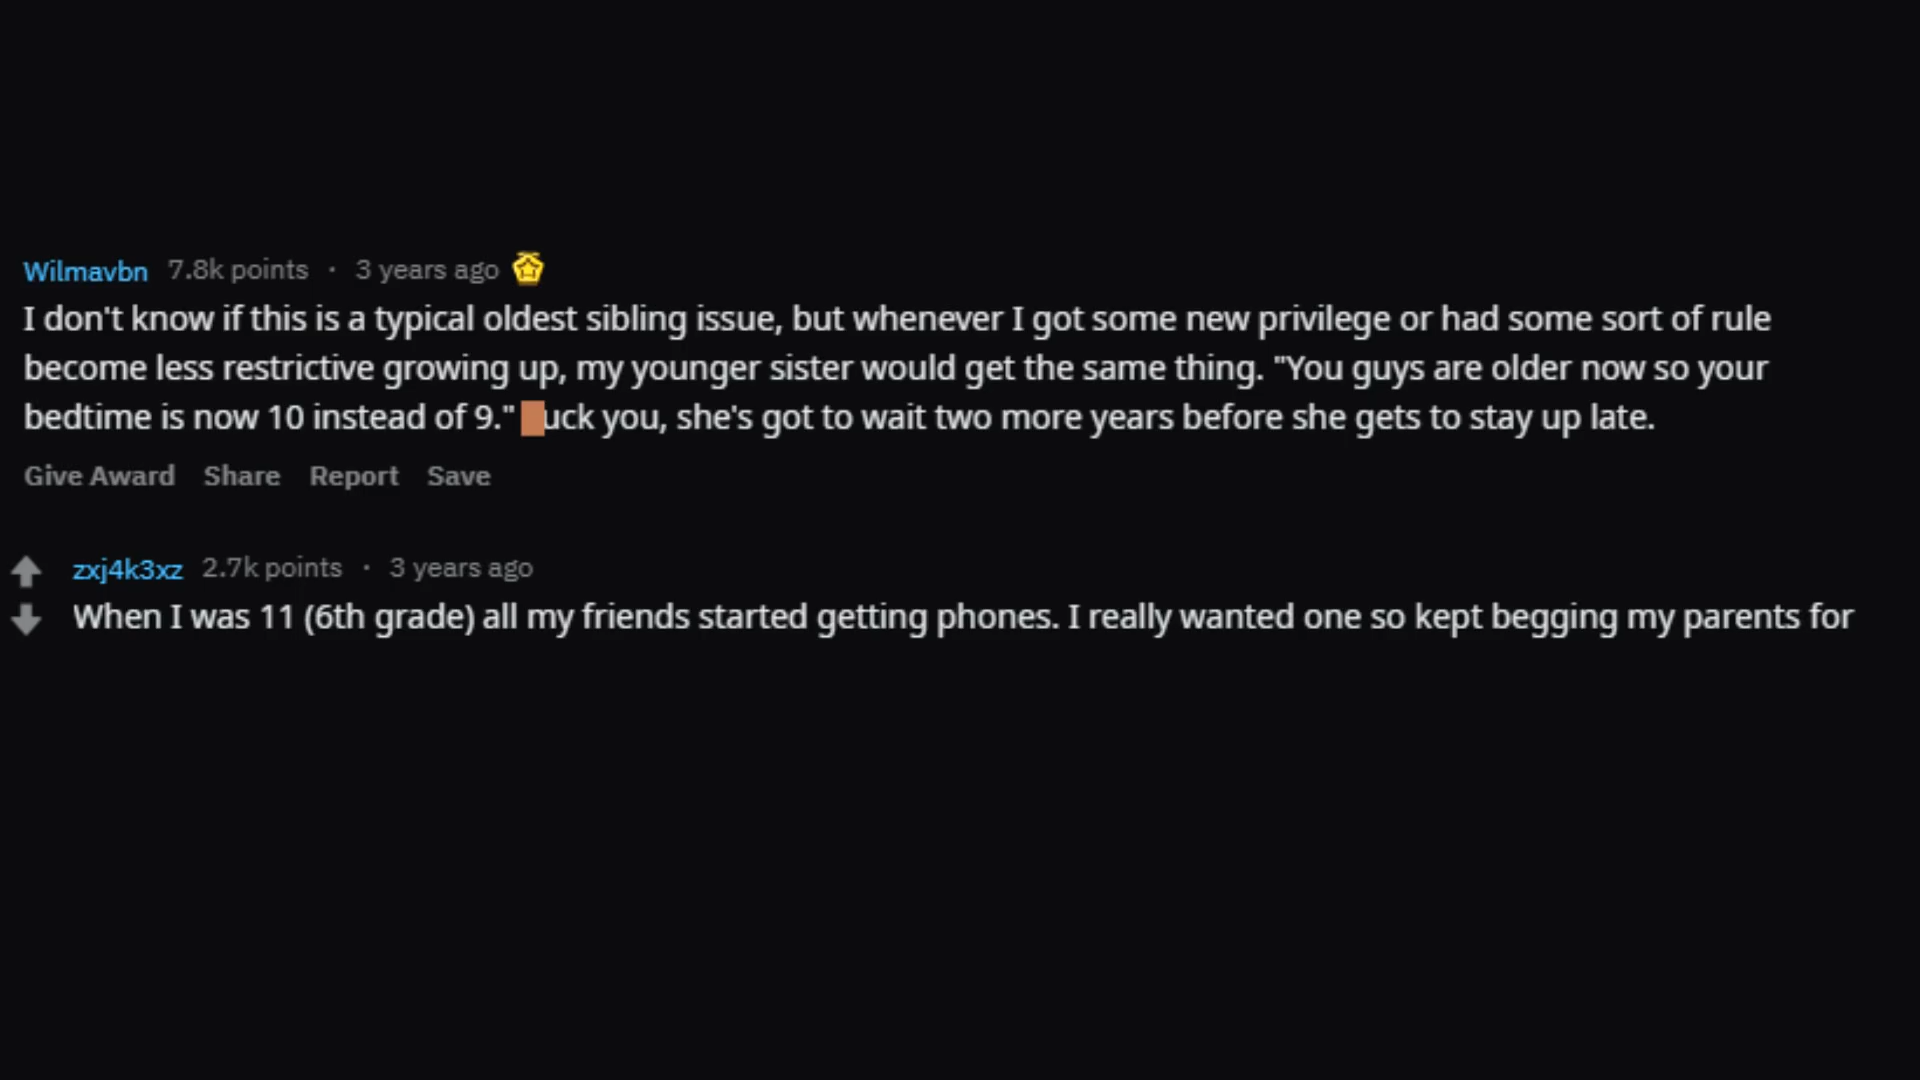 Wilmavbn 7.8k points · 3 years ago
I don't know if this is a typical oldest sibling issue, but whenever I got some new privilege or had some sort of rule
become less restrictive growing up, my younger sister would get the same thing. "You guys are older now so your
bedtime is now 10 instead of 9." uck you, she's got to wait two more years before she gets to stay up late.
Give Award Share Report Save
zxj4k3xz 2.7k points · 3 years ago
When I was 11 (6th grade) all my friends started getting phones. I really wanted one so kept begging my parents for